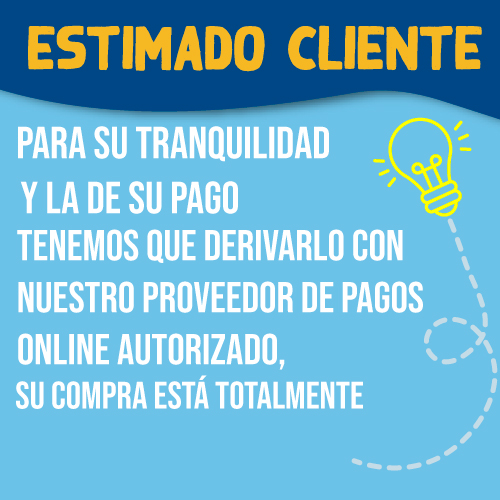 ESTIMADO CLIENTE
PARA SU TRANQUILIDAD
Y LA DE SU PAGO
TENEMOS QUE DERIVARLO CON
NUESTRO PROVEEDOR DE PAGOS
ONLINE AUTORIZADO,
SU COMPRA ESTÁ TOTALMENTE